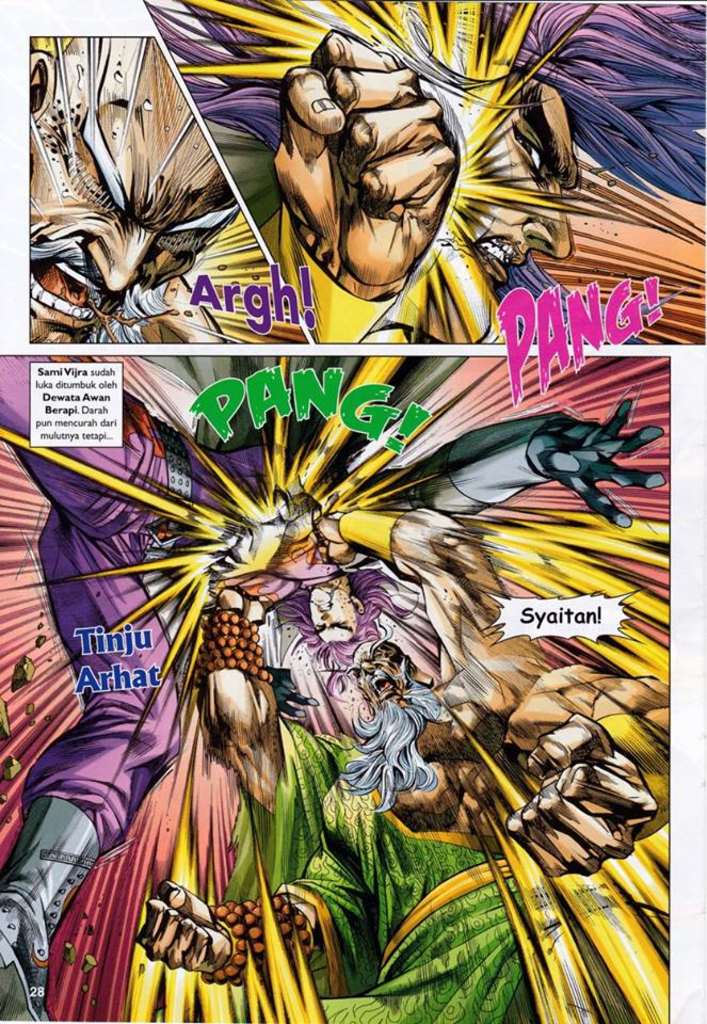 Argh!
PANG!
Sami Vijra sudah
luka ditumbuk oleh
Dewata Awan
Berapi. Darah
pun mencurah dari
mulutnya tetapi...
PANG!
Syaitan!
Tinju
Arhat
28